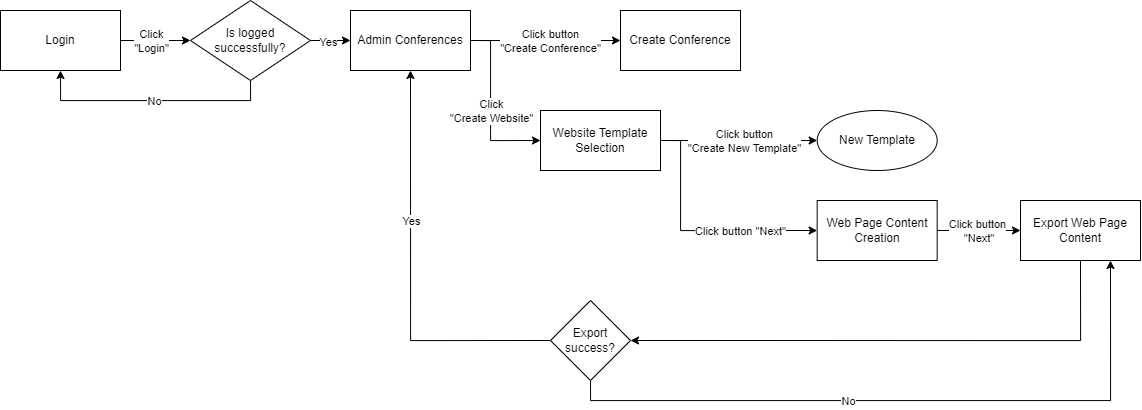 Login
Click
"Login"
Is logged
successfully?
Yes
Admin Conferences
Click button
"Create Conference"
Create Conference
No
Click
"Create Website"
Website Template
Selection
Click button
"Create New Template"
New Template
Yes
Click button "Next"
Web Page Content
Creation
Click button
"Next"
Export Web Page
Content
Export
success?
No